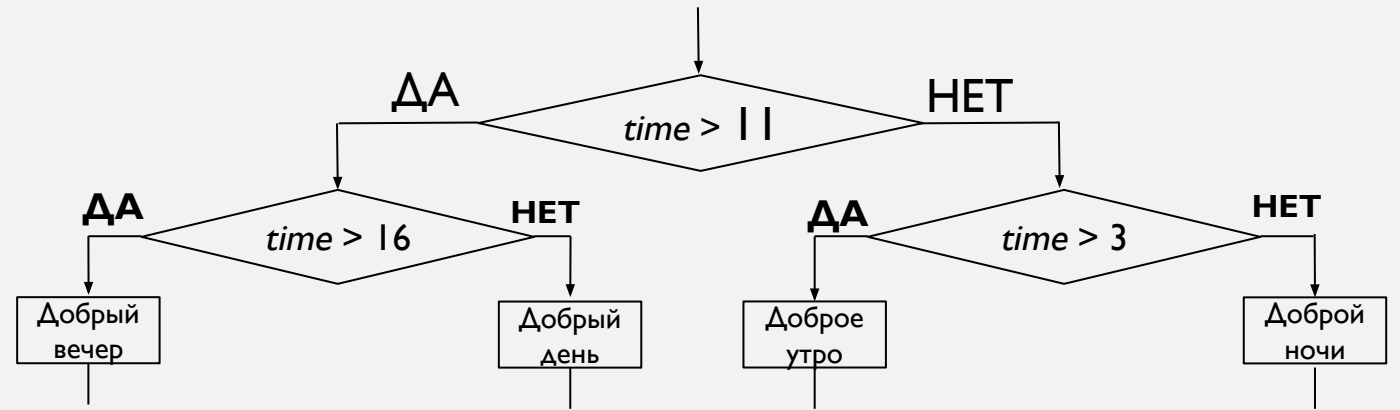 ДА
НЕТ
time > 11
ДА
НЕТ
ДА
НЕТ
time > 16
time > 3
Добрый
вечер
Добрый
день
Доброе
утро
Доброй
ночи